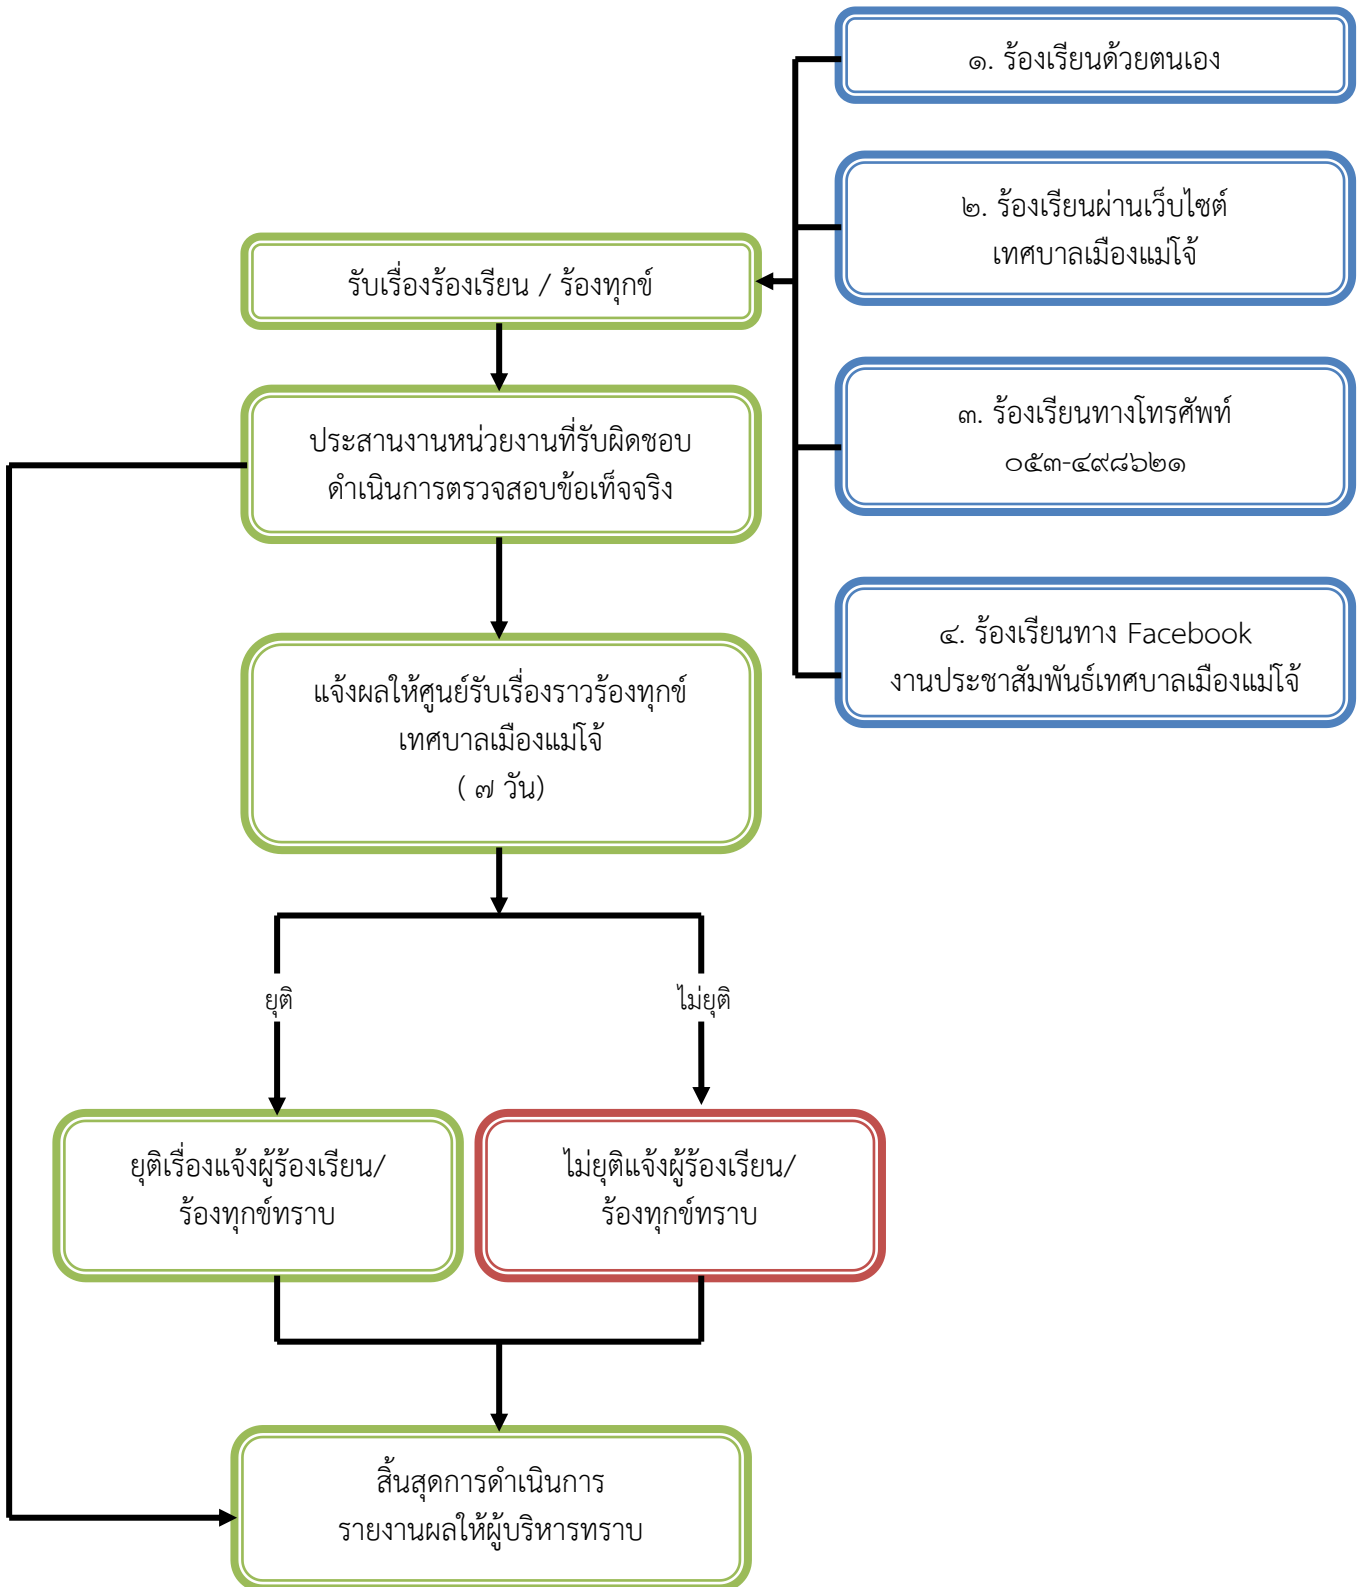 ๑. ร้องเรียนด้วยตนเอง
๒. ร้องเรียนผ่านเว็บไซต์
เทศบาลเมืองแม่โจ้
รับเรื่องร้องเรียน / ร้องทุกข์
๓. ร้องเรียนทางโทรศัพท์
๐๕๓-๔๙๘๖๒๑
ประสานงานหน่วยงานที่รับผิดชอบ
ดำเนินการตรวจสอบข้อเท็จจริง
๔. ร้องเรียนทาง Facebook
งานประชาสัมพันธ์เทศบาลเมืองแม่โจ้
แจ้งผลให้ศูนย์รับเรื่องราวร้องทุกข์
เทศบาลเมืองแม่โจ้
( ๗ วัน)
ยุติ
ไม่ยุติ
ยุติเรื่องแจ้งผู้ร้องเรียน/
ร้องทุกข์ทราบ
ไม่ยุติแจ้งผู้ร้องเรียน/
ร้องทุกข์ทราบ
สิ้นสุดการดำเนินการ
รายงานผลให้ผู้บริหารทราบ